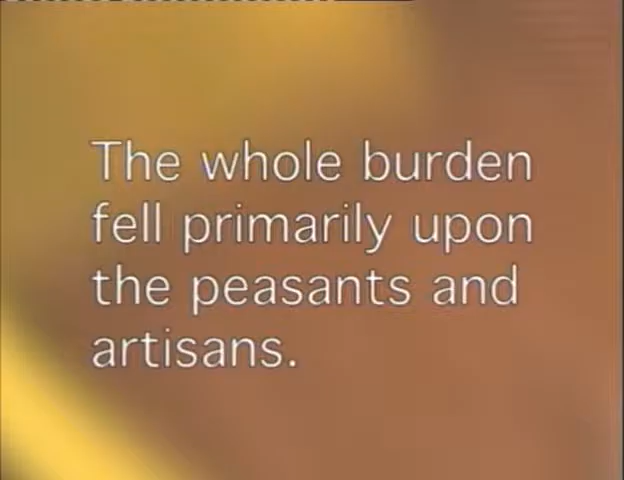 The whole burden
fell primarily upon
the peasants and
artisans.